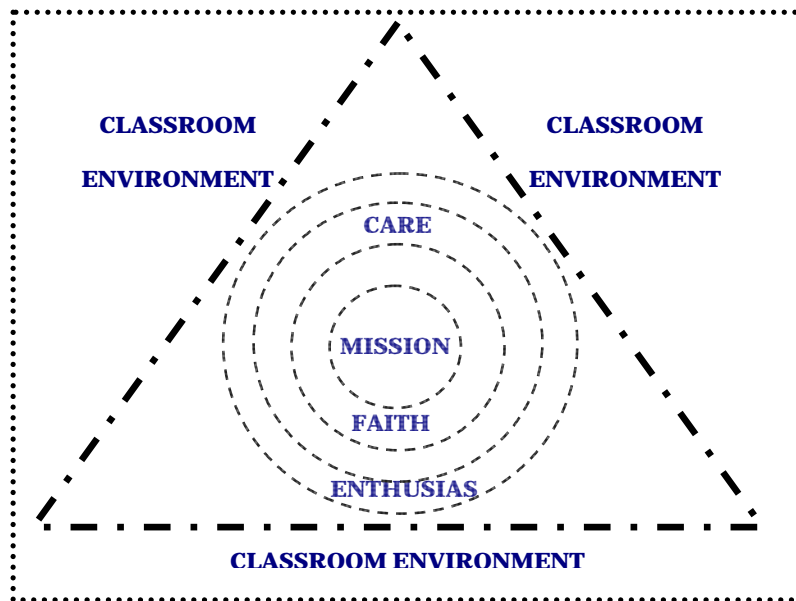 CLASSROOM
ENVIRONMENT
CLASSROOM
ENVIRONMENT
CARE
MISSION
FAITH
ENTHUSIAS
CLASSROOM ENVIRONMENT